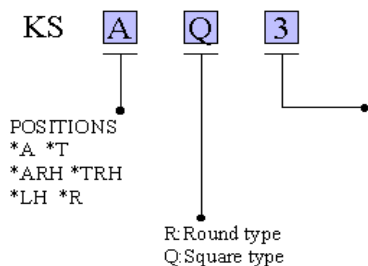 KS A Q 3
POSITIONS
*A *T
*ARH *TRH
*LH *R
R:Round type
Q:Square type